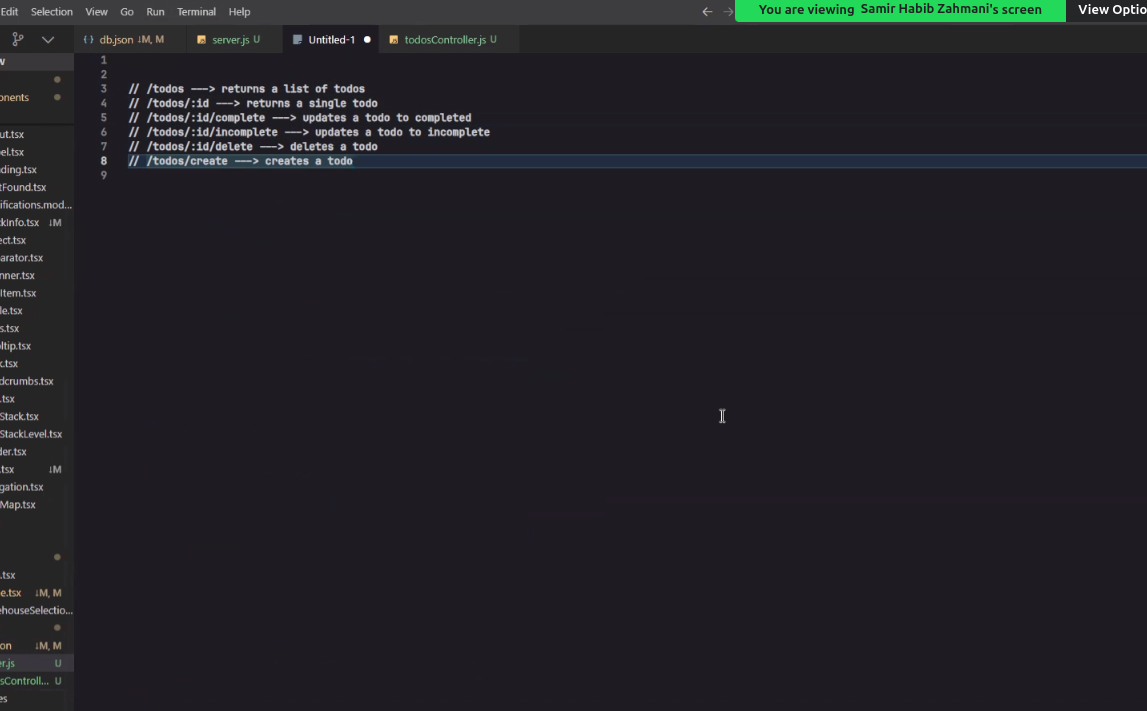 Edit Selection View Go Run Terminal Help
You are viewing Samir Habib Zahmani's screen
View Optio
db.json ↓M, M
server.js U
Untitled-1
todosController.js U
1
2
3 // /todos ---> returns a list of todos
4 // /todos/:id ---> returns a single todo
5 // /todos/:id/complete ---> updates a todo to completed
6 // /todos/:id/incomplete ---> updates a todo to incomplete
7 // /todos/:id/delete ---> deletes a todo
8 // /todos/create ---> creates a todo
9
w
onents
ut.tsx
el.tsx
ding.tsx
tFound.tsx
ifications.mod...
ckInfo.tsx ↓M
ect.tsx
arator.tsx
nner.tsx
Item.tsx
le.tsx
s.tsx
ltip.tsx
k.tsx
dcrumbs.tsx
.tsx
Stack.tsx
StackLevel.tsx
der.tsx
.tsx ↓M
gation.tsx
Map.tsx
.tsx
e.tsx ↓M, M
ehouseSelectio...
on ↓M, M
er.js U
sControll... U
es